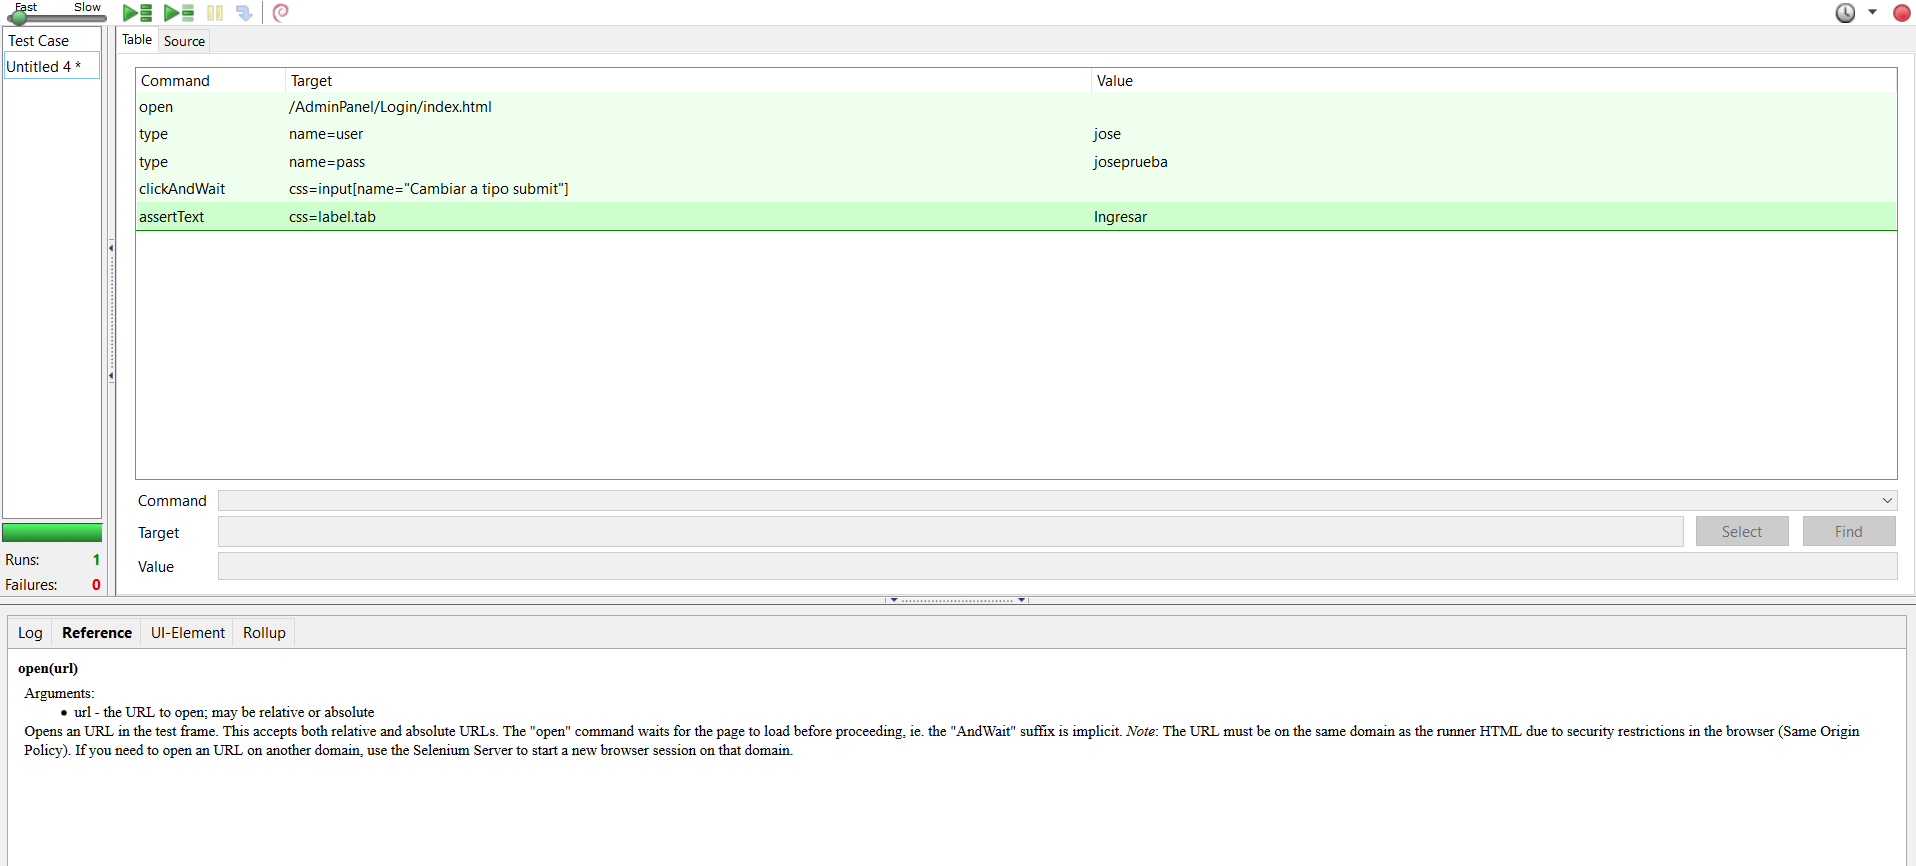 Fast Slow
Test Case
Untitled 4 *
Table Source
Command Target Value
open /AdminPanel/Login/index.html
type name=user jose
type name=pass joseprueba
clickAndWait css=input[name="Cambiar a tipo submit"]
assertText css=label.tab Ingresar
Command
Target Select Find
Value
Runs: 1
Failures: 0
Log Reference UI-Element Rollup
open(url)
Arguments:
• url - the URL to open; may be relative or absolute
Opens an URL in the test frame. This accepts both relative and absolute URLs. The "open" command waits for the page to load before proceeding, ie. the "AndWait" suffix is implicit. Note: The URL must be on the same domain as the runner HTML due to security restrictions in the browser (Same Origin
Policy). If you need to open an URL on another domain, use the Selenium Server to start a new browser session on that domain.